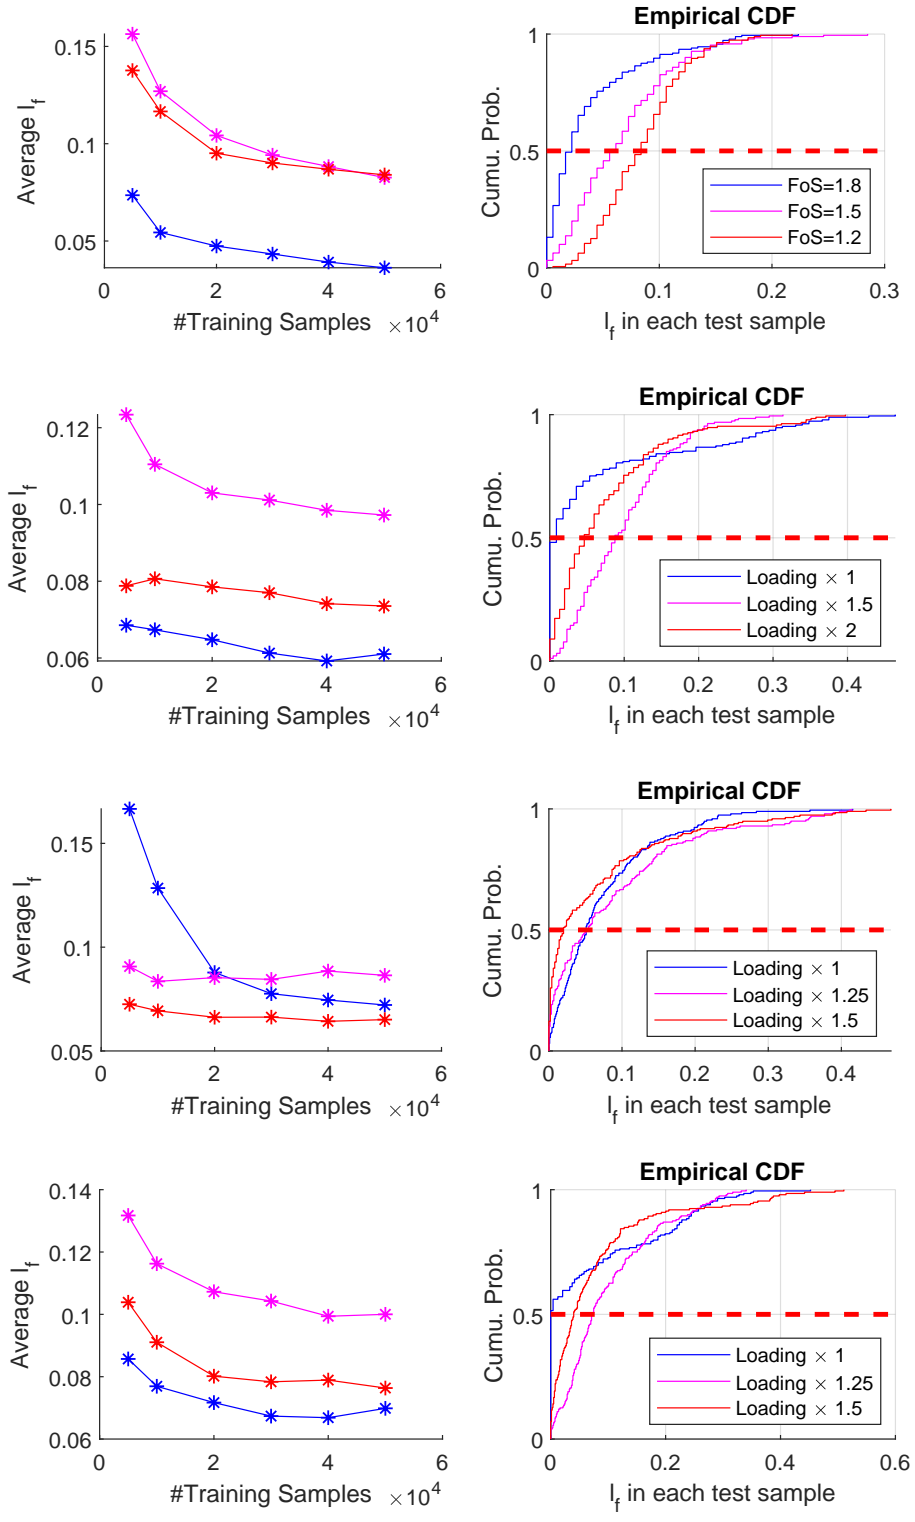 0.15
0.1
0.05
0 2 4 6
Average I_f
#Training Samples ×10^4
Empirical CDF
1
0.5
0
Cumu. Prob.
FoS=1.8
FoS=1.5
FoS=1.2
0 0.1 0.2 0.3
I_f in each test sample
0.12
0.1
0.08
0.06
0 2 4 6
Average I_f
#Training Samples ×10^4
Empirical CDF
1
0.5
0
Cumu. Prob.
Loading × 1
Loading × 1.5
Loading × 2
0 0.1 0.2 0.3 0.4
I_f in each test sample
0.15
0.1
0.05
0 2 4 6
Average I_f
#Training Samples ×10^4
Empirical CDF
1
0.5
0
Cumu. Prob.
Loading × 1
Loading × 1.25
Loading × 1.5
0 0.1 0.2 0.3 0.4
I_f in each test sample
0.14
0.12
0.1
0.08
0.06
0 2 4 6
Average I_f
#Training Samples ×10^4
Empirical CDF
1
0.5
0
Cumu. Prob.
Loading × 1
Loading × 1.25
Loading × 1.5
0 0.2 0.4 0.6
I_f in each test sample